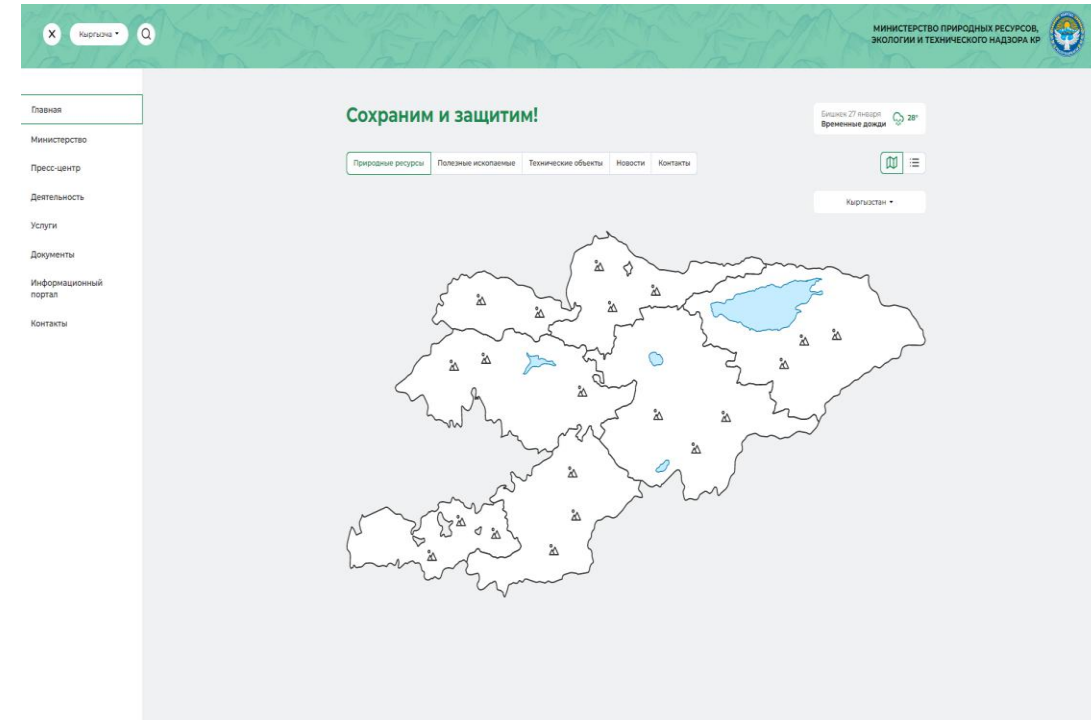 X
Кыргызча
МИНИСТЕРСТВО ПРИРОДНЫХ РЕСУРСОВ,
ЭКОЛОГИИ И ТЕХНИЧЕСКОГО НАДЗОРА КР
Главная
Министерство
Пресс-центр
Деятельность
Услуги
Документы
Информационный
портал
Контакты
Сохраним и защитим!
Бишкек 27 января
Временные дожди
28°
Природные ресурсы
Полезные ископаемые
Технические объекты
Новости
Контакты
Кыргызстан